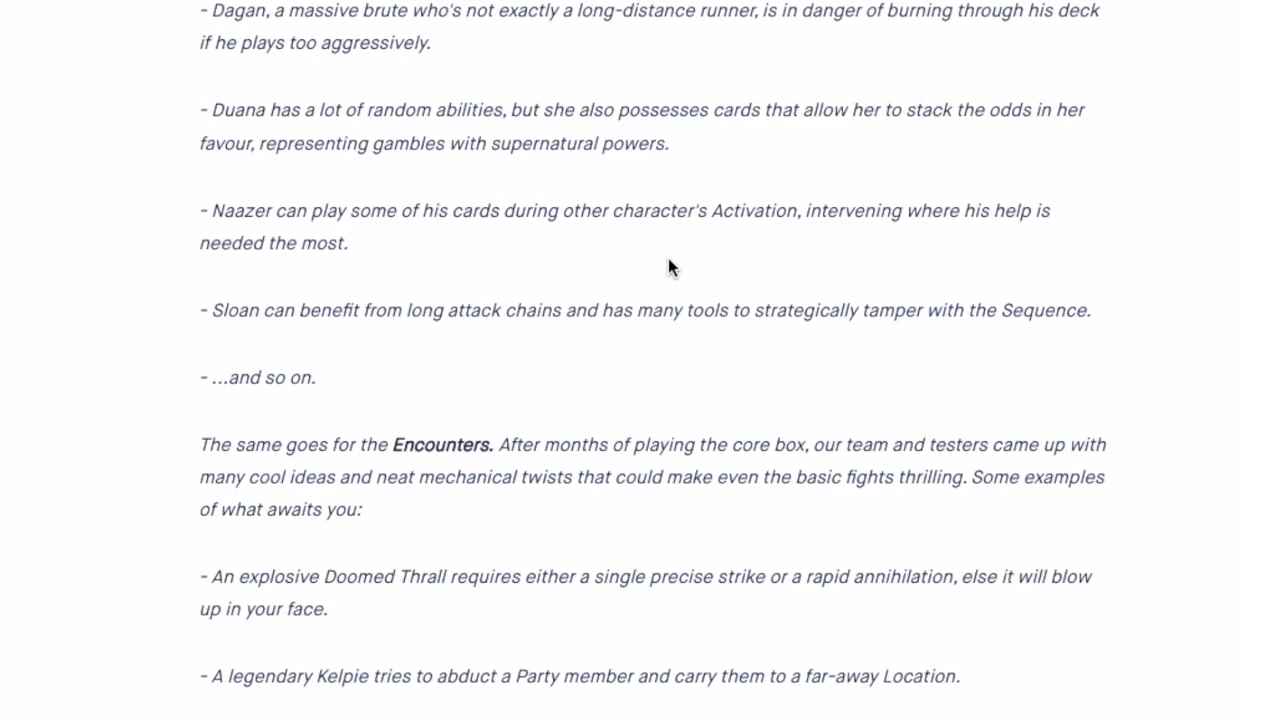 - Dagan, a massive brute who's not exactly a long-distance runner, is in danger of burning through his deck
if he plays too aggressively.
- Duana has a lot of random abilities, but she also possesses cards that allow her to stack the odds in her
favour, representing gambles with supernatural powers.
- Naazer can play some of his cards during other character's Activation, intervening where his help is
needed the most.
- Sloan can benefit from long attack chains and has many tools to strategically tamper with the Sequence.
- ...and so on.
The same goes for the Encounters. After months of playing the core box, our team and testers came up with
many cool ideas and neat mechanical twists that could make even the basic fights thrilling. Some examples
of what awaits you:
- An explosive Doomed Thrall requires either a single precise strike or a rapid annihilation, else it will blow
up in your face.
- A legendary Kelpie tries to abduct a Party member and carry them to a far-away Location.